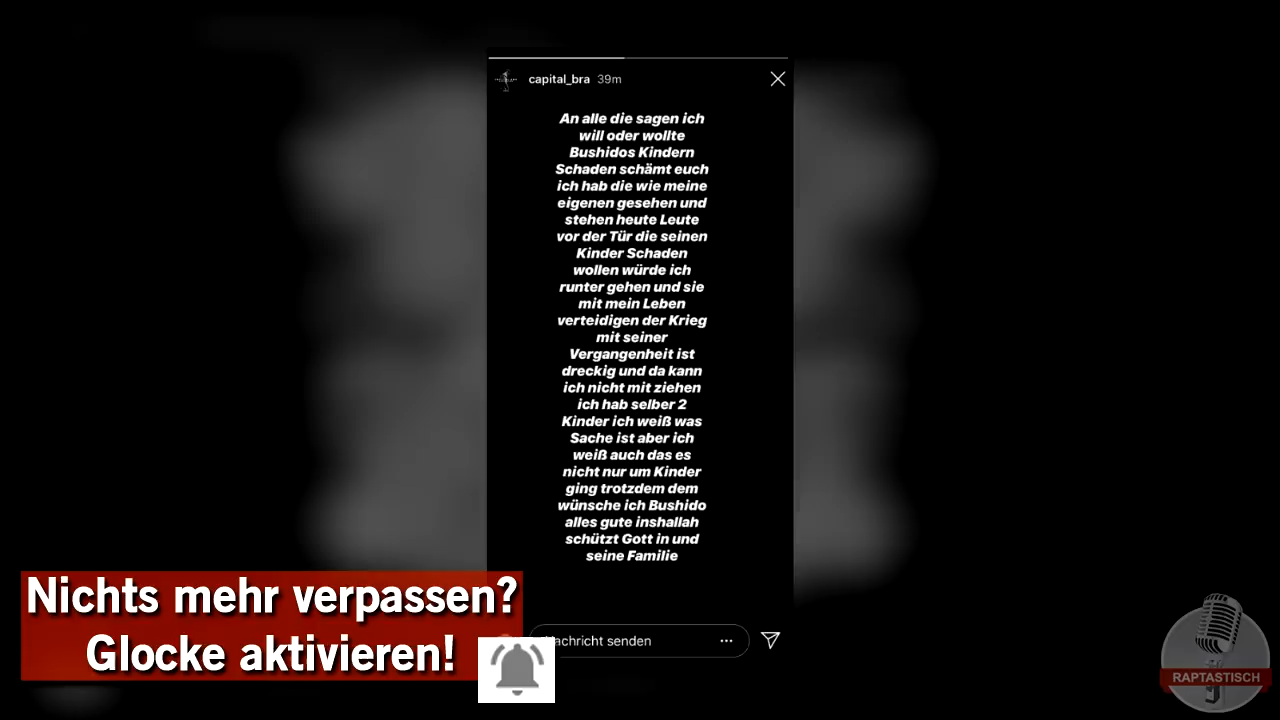 capital_bra 39m
An alle die sagen ich
will oder wollte
Bushidos Kindern
Schaden schämt euch
ich hab die wie meine
eigenen gesehen und
stehen heute Leute
vor der Tür die seinen
Kinder Schaden
wollen würde ich
runter gehen und sie
mit mein Leben
verteidigen der Krieg
mit seiner
Vergangenheit ist
dreckig und da kann
ich nicht mit ziehen
ich hab selber 2
Kinder ich weiß was
Sache ist aber ich
weiß auch das es
nicht nur um Kinder
ging trotzdem dem
wünsche ich Bushido
alles gute inshallah
schützt Gott in und
seine Familie
Nichts mehr verpassen?
Glocke aktivieren!
senden
RAPTASTISCH